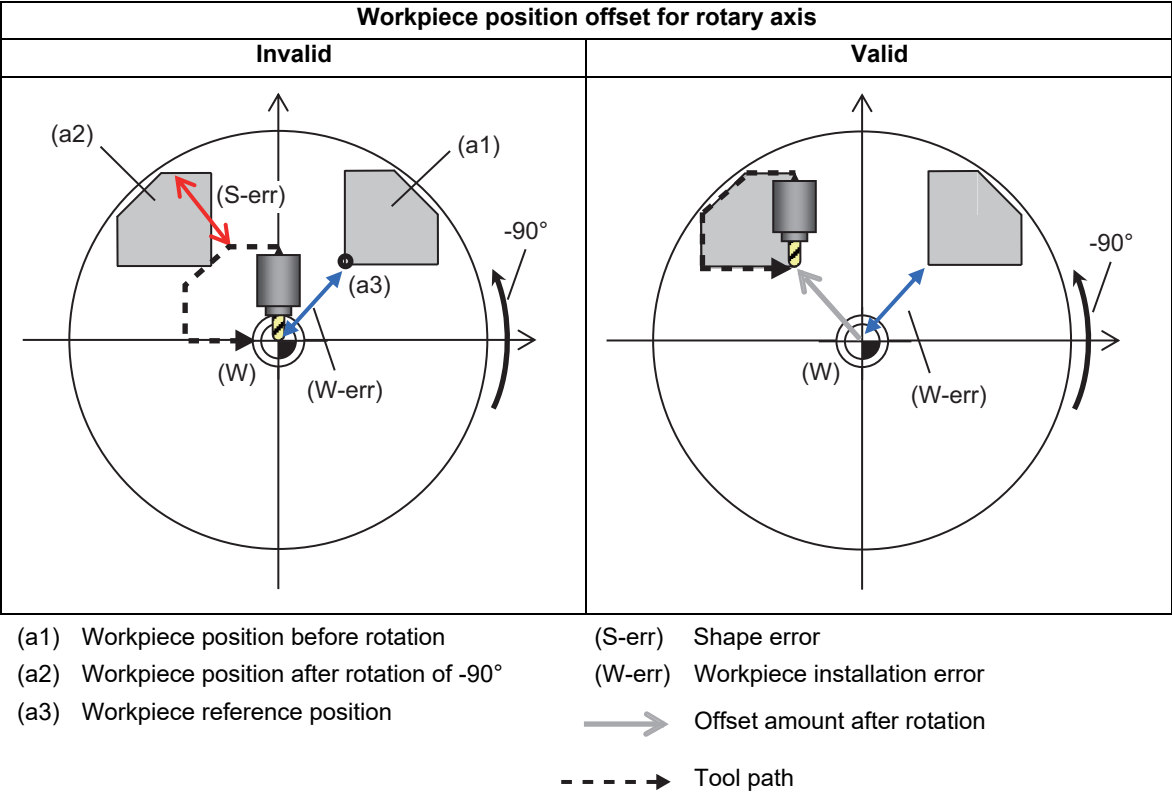 Workpiece position offset for rotary axis
Invalid
Valid
(a2)
(a1)
(S-err)
-90°
(a3)
(W)
(W-err)
-90°
(W)
(W-err)
(a1) Workpiece position before rotation
(S-err) Shape error
(a2) Workpiece position after rotation of -90°
(W-err) Workpiece installation error
(a3) Workpiece reference position
Offset amount after rotation
Tool path